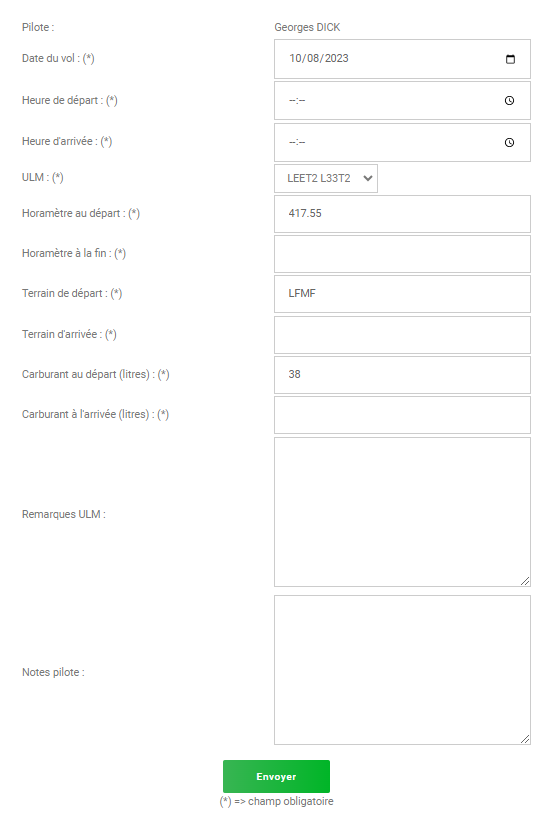 Pilote : Georges DICK
Date du vol : (*) 10/08/2023
Heure de départ : (*) --:--
Heure d'arrivée : (*) --:--
ULM : (*) LEET2 L33T2
Horamètre au départ : (*) 417.55
Horamètre à la fin : (*)
Terrain de départ : (*) LFMF
Terrain d'arrivée : (*)
Carburant au départ (litres) : (*) 38
Carburant à l'arrivée (litres) : (*)
Remarques ULM :
Notes pilote :
Envoyer
(*) => champ obligatoire